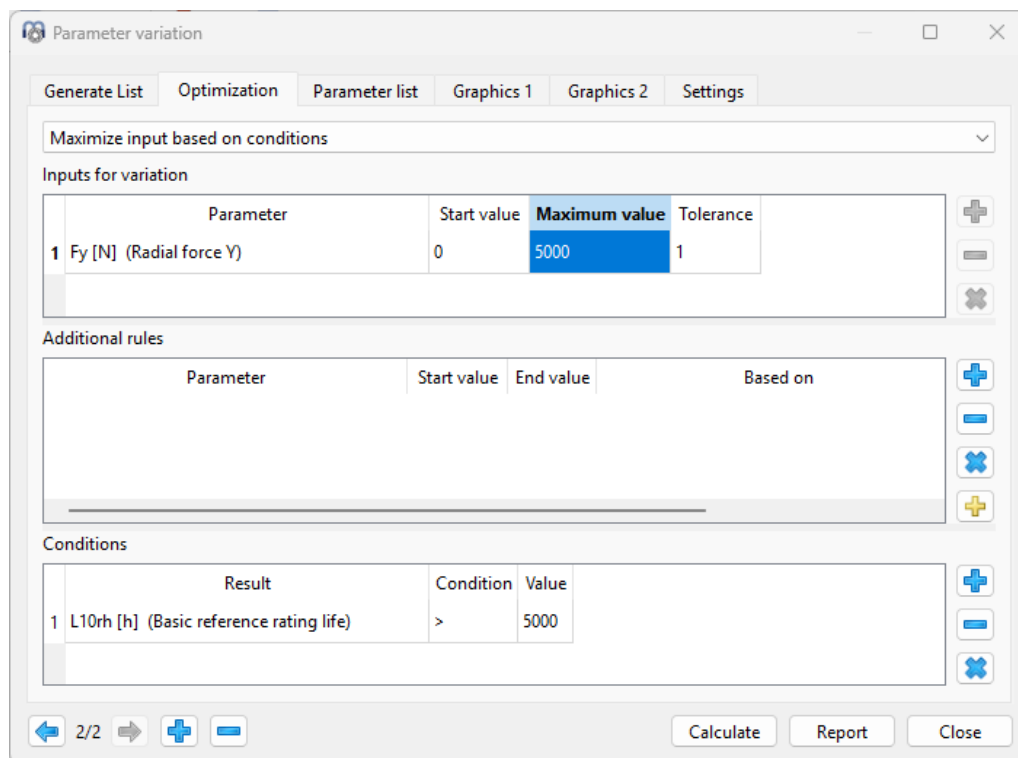 Parameter variation
Generate List Optimization Parameter list Graphics 1 Graphics 2 Settings
Maximize input based on conditions
Inputs for variation
Parameter Start value Maximum value Tolerance
1 Fy [N] (Radial force Y) 0 5000 1
Additional rules
Parameter Start value End value Based on
Conditions
Result Condition Value
1 L10rh [h] (Basic reference rating life) > 5000
2/2 Calculate Report Close